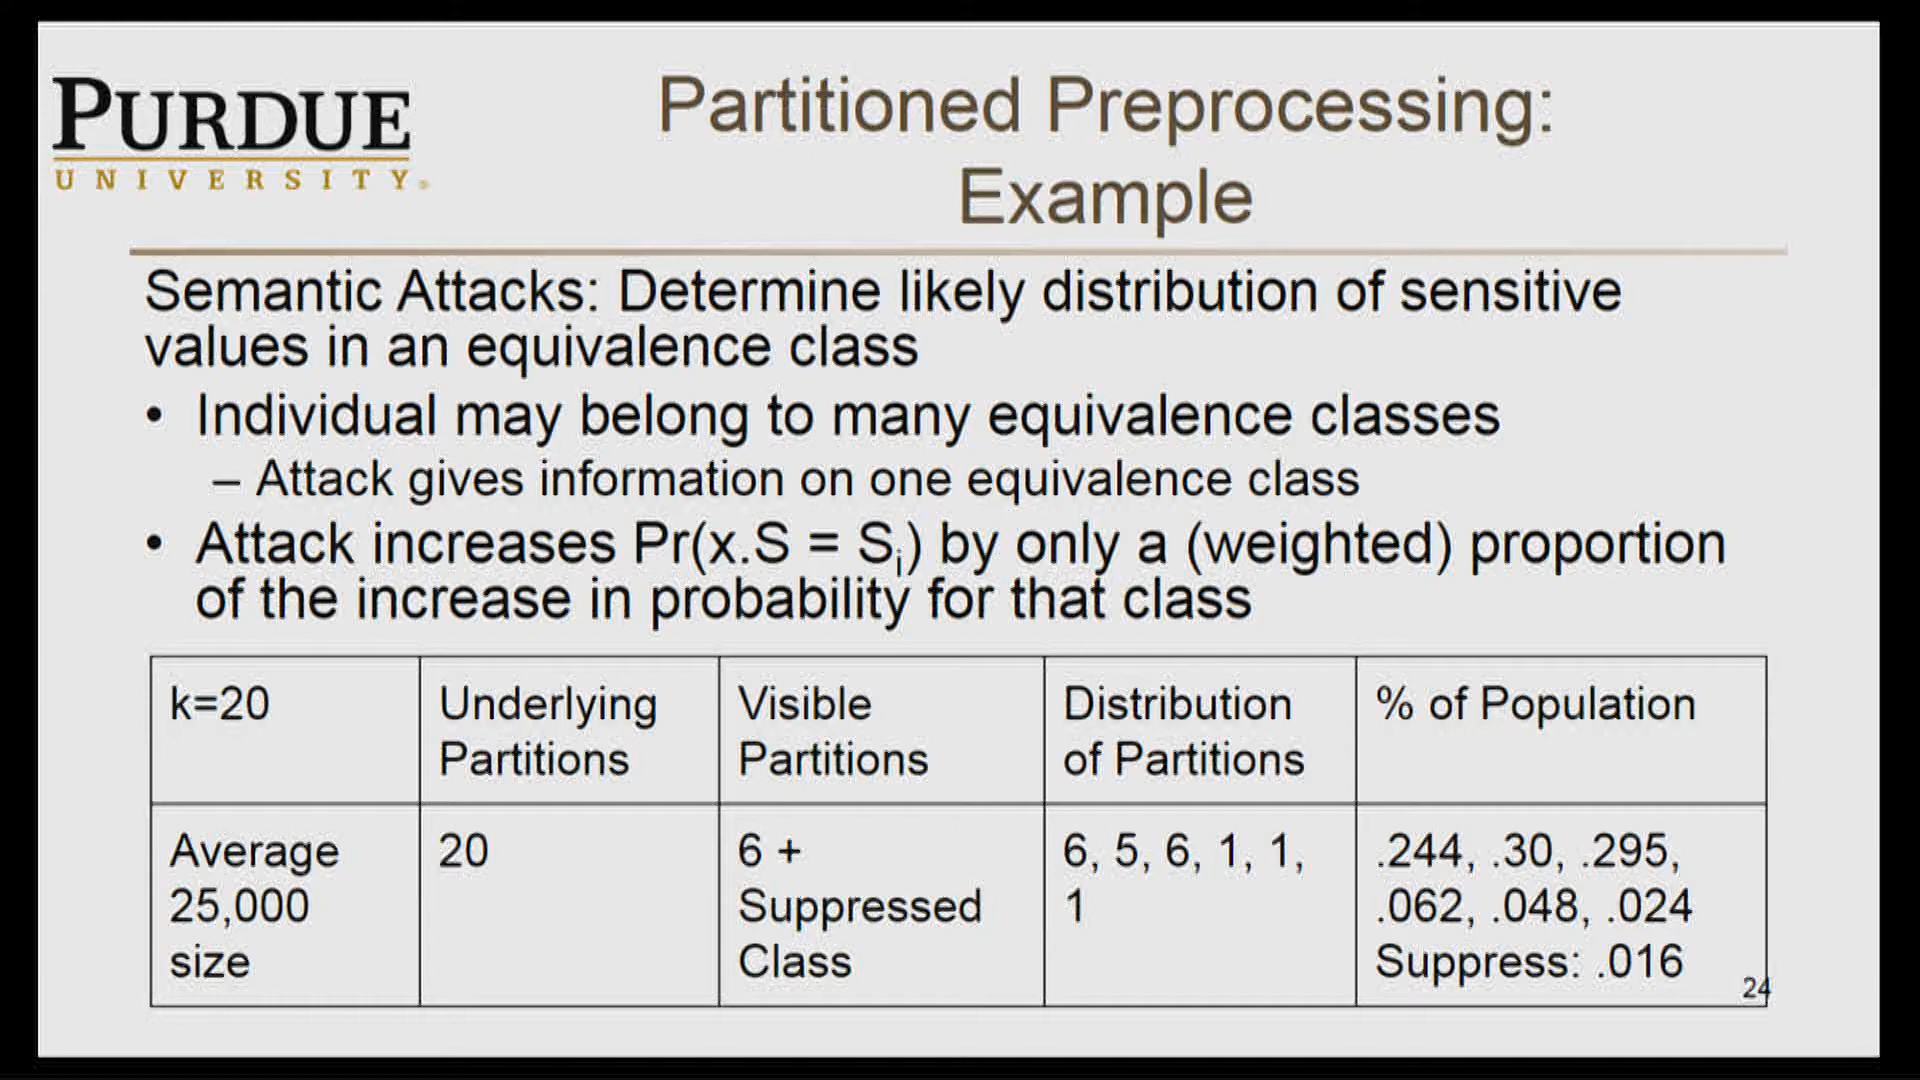 PURDUE
UNIVERSITY
Partitioned Preprocessing:
Example
Semantic Attacks: Determine likely distribution of sensitive
values in an equivalence class
• Individual may belong to many equivalence classes
– Attack gives information on one equivalence class
• Attack increases Pr(x.S = Si) by only a (weighted) proportion
of the increase in probability for that class
k=20
Underlying
Partitions
Visible
Partitions
Distribution
of Partitions
% of Population
Average
25,000
size
20
6 +
Suppressed
Class
6, 5, 6, 1, 1,
1
.244, .30, .295,
.062, .048, .024
Suppress: .016
24